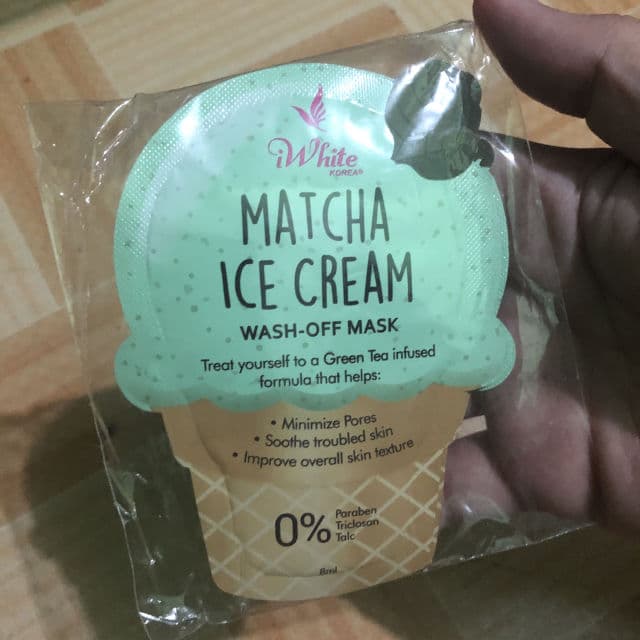 iWhite
KOREA®
MATCHA
ICE CREAM
WASH-OFF MASK
Treat yourself to a Green Tea infused
formula that helps:
• Minimize Pores
• Soothe troubled skin
• Improve overall skin texture
0% Paraben
Triclosan
Talc
8ml